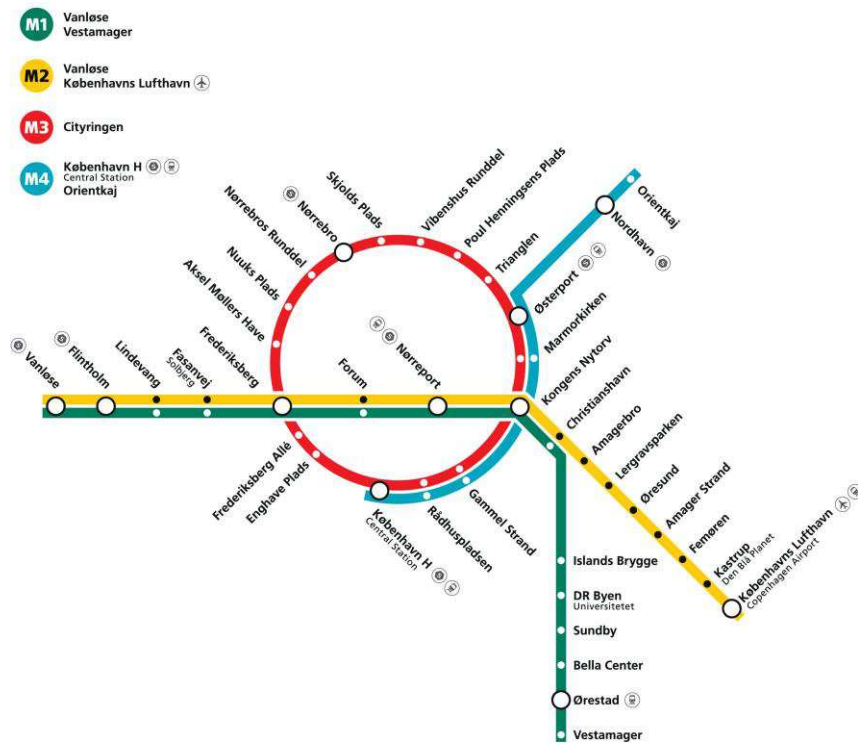 M1
Vanløse
Vestamager
M2
Vanløse
Københavns Lufthavn
M3
Cityringen
M4
København H
Central Station
Orientkaj
Vanløse
Flintholm
Lindevang
Fasanvej
Solbjerg
Frederiksberg
Aksel Møllers Have
Nuuks Plads
Nørrebros Runddel
Nørrebro
Skjolds Plads
Vibenshus Runddel
Poul Henningsens Plads
Trianglen
Østerport
Nordhavn
Orientkaj
Marmorkirken
Kongens Nytorv
Forum
Nørreport
Christianshavn
Amagerbro
Lergravsparken
Øresund
Amager Strand
Femøren
Kastrup
Den Blå Planet
Københavns Lufthavn
Copenhagen Airport
Frederiksberg Allé
Enghave Plads
København H
Central Station
Rådhuspladsen
Gammel Strand
Islands Brygge
DR Byen
Universitetet
Sundby
Bella Center
Ørestad
Vestamager